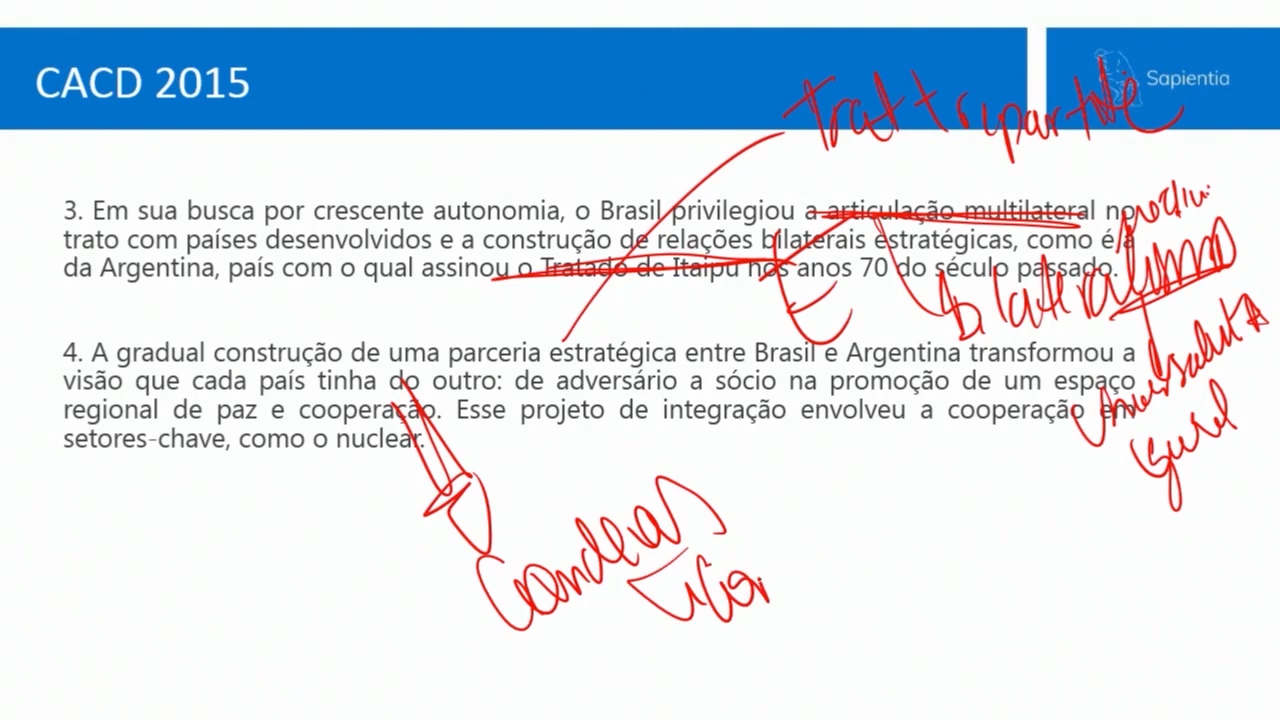 CACD 2015
Sapientia
Trat tripartite
3. Em sua busca por crescente autonomia, o Brasil privilegiou a articulação multilateral no
trato com países desenvolvidos e a construção de relações bilaterais estratégicas, como é a
da Argentina, país com o qual assinou o Tratado de Itaipu nos anos 70 do século passado.
E
bilateralismo
4. A gradual construção de uma parceria estratégica entre Brasil e Argentina transformou a
visão que cada país tinha do outro: de adversário a sócio na promoção de um espaço
regional de paz e cooperação. Esse projeto de integração envolveu a cooperação em
setores-chave, como o nuclear.